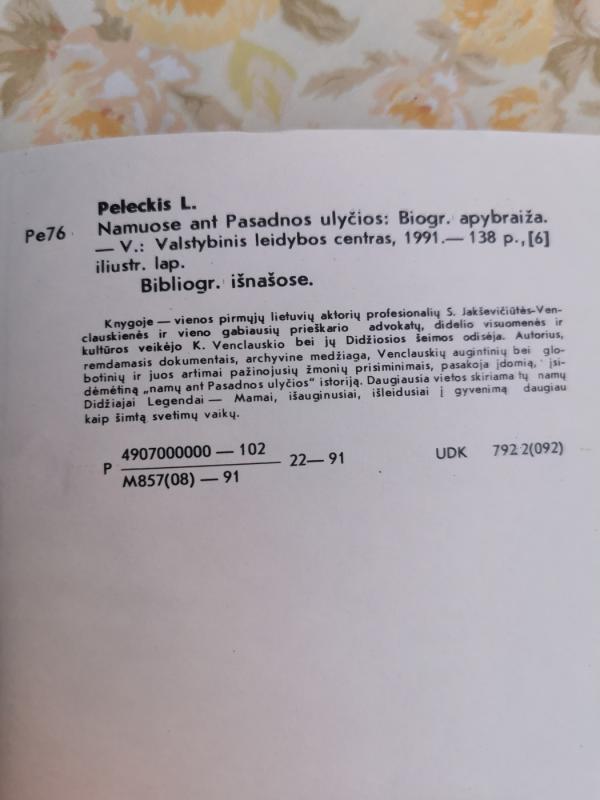 Peleckis L.
Pe76 Namuose ant Pasadnos ulyčios: Biogr. apybraiža.
— V.: Valstybinis leidybos centras, 1991.— 138 p.,[6]
iliustr. lap.
Bibliogr. išnašose.
Knygoje — vienos pirmųjų lietuvių aktorių profesionalių S. Jakševičiūtės-Ven-
clauskienės ir vieno gabiausių prieškario advokatų, didelio visuomenės ir
kultūros veikėjo K. Venclauskio bei jų Didžiosios šeimos odisėja. Autorius,
remdamasis dokumentais, archyvine medžiaga, Venclauskių augintinių bei glo-
botinių ir juos artimai pažinojusių žmonių prisiminimais, pasakoja įdomią, įsi-
dėmėtiną „namų ant Pasadnos ulyčios“ istoriją. Daugiausia vietos skiriama tų namų
Didžiajai Legendai — Mamai, išauginusiai, išleidusiai į gyvenimą daugiau
kaip šimtą svetimų vaikų.
P 4907000000 — 102 22—91 UDK 792.2(092)
M857(08) — 91